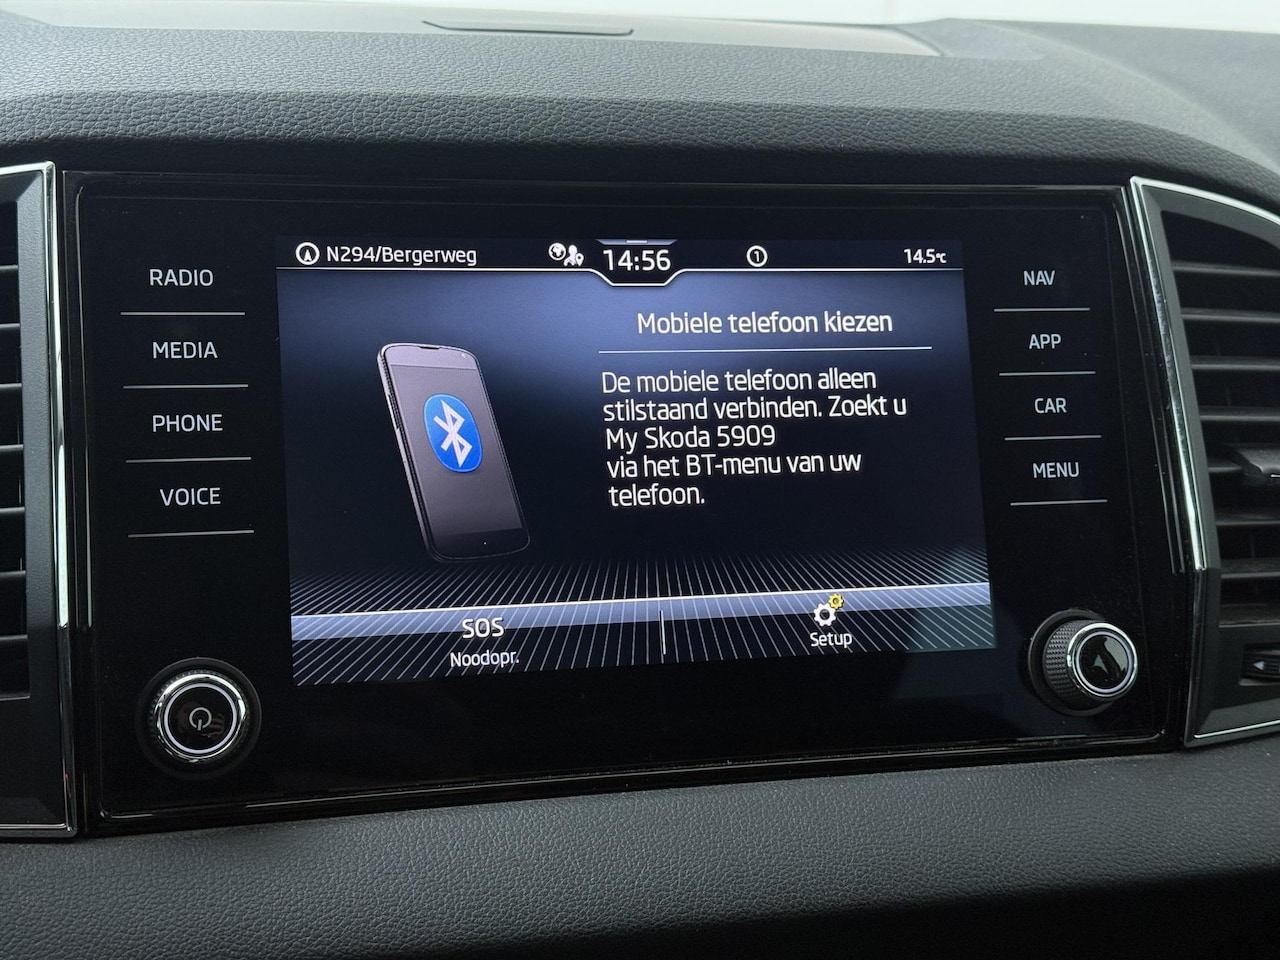 N294/Bergerweg 14:56 1 14.5°C
RADIO
MEDIA
PHONE
VOICE
Mobiele telefoon kiezen
De mobiele telefoon alleen
stilstaand verbinden. Zoekt u
My Skoda 5909
via het BT-menu van uw
telefoon.
SOS
Noodopr.
Setup
NAV
APP
CAR
MENU